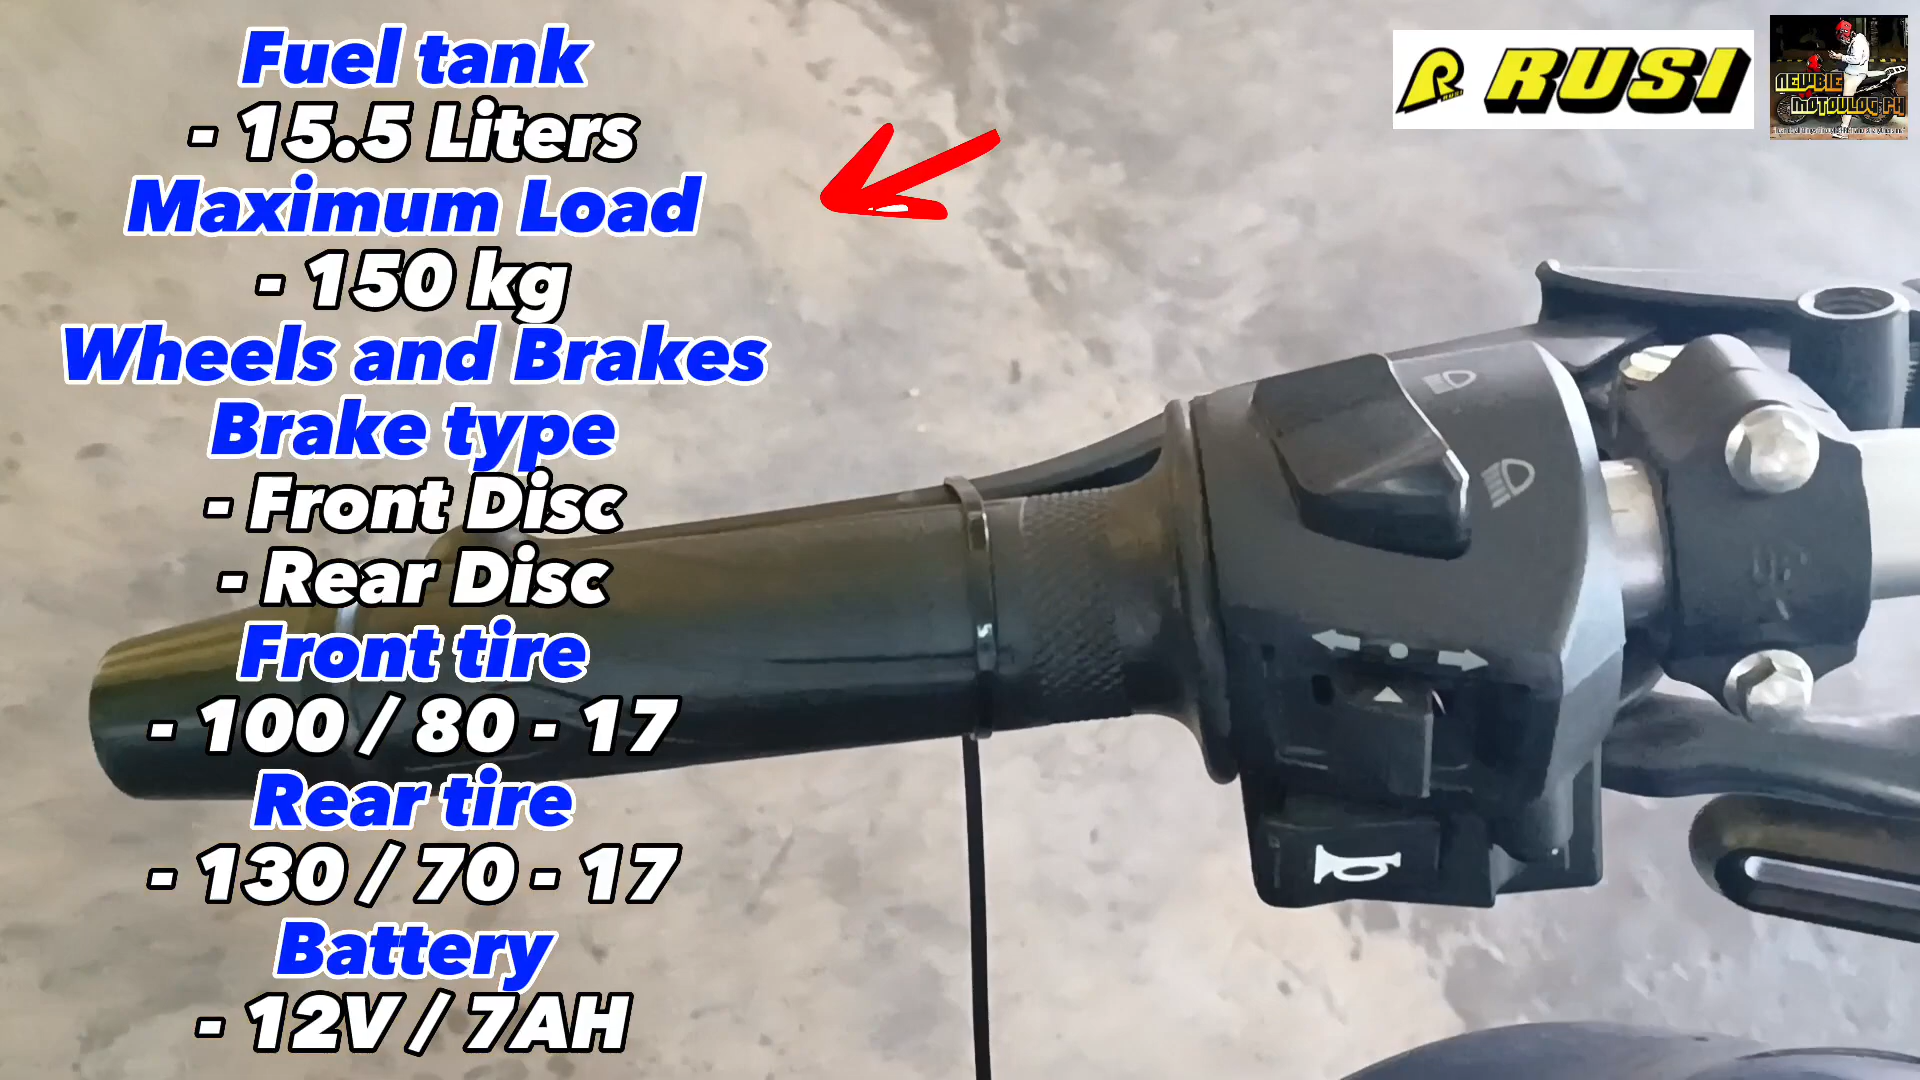 Fuel tank
- 15.5 Liters
Maximum Load
- 150 kg
Wheels and Brakes
Brake type
- Front Disc
- Rear Disc
Front tire
- 100 / 80 - 17
Rear tire
- 130 / 70 - 17
Battery
- 12V / 7AH
RUSI
NEWBIE
MOTOVLOG PH